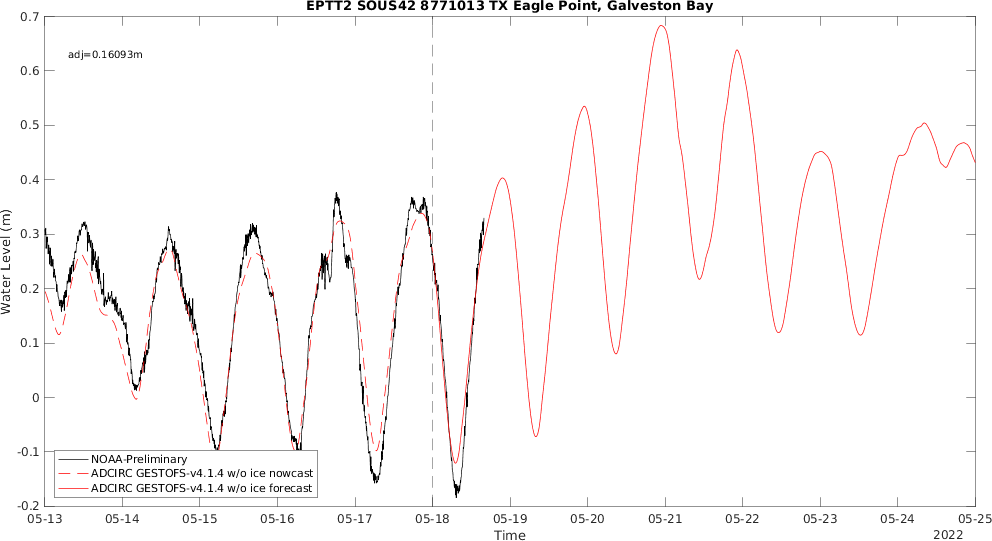 EPTT2 SOUS42 8771013 TX Eagle Point, Galveston Bay
adj=0.16093m
0.7
0.6
0.5
0.4
0.3
0.2
0.1
0
-0.1
-0.2
Water Level (m)
NOAA-Preliminary
ADCIRC GESTOFS-v4.1.4 w/o ice nowcast
ADCIRC GESTOFS-v4.1.4 w/o ice forecast
05-13 05-14 05-15 05-16 05-17 05-18 05-19 05-20 05-21 05-22 05-23 05-24 05-25
Time
2022